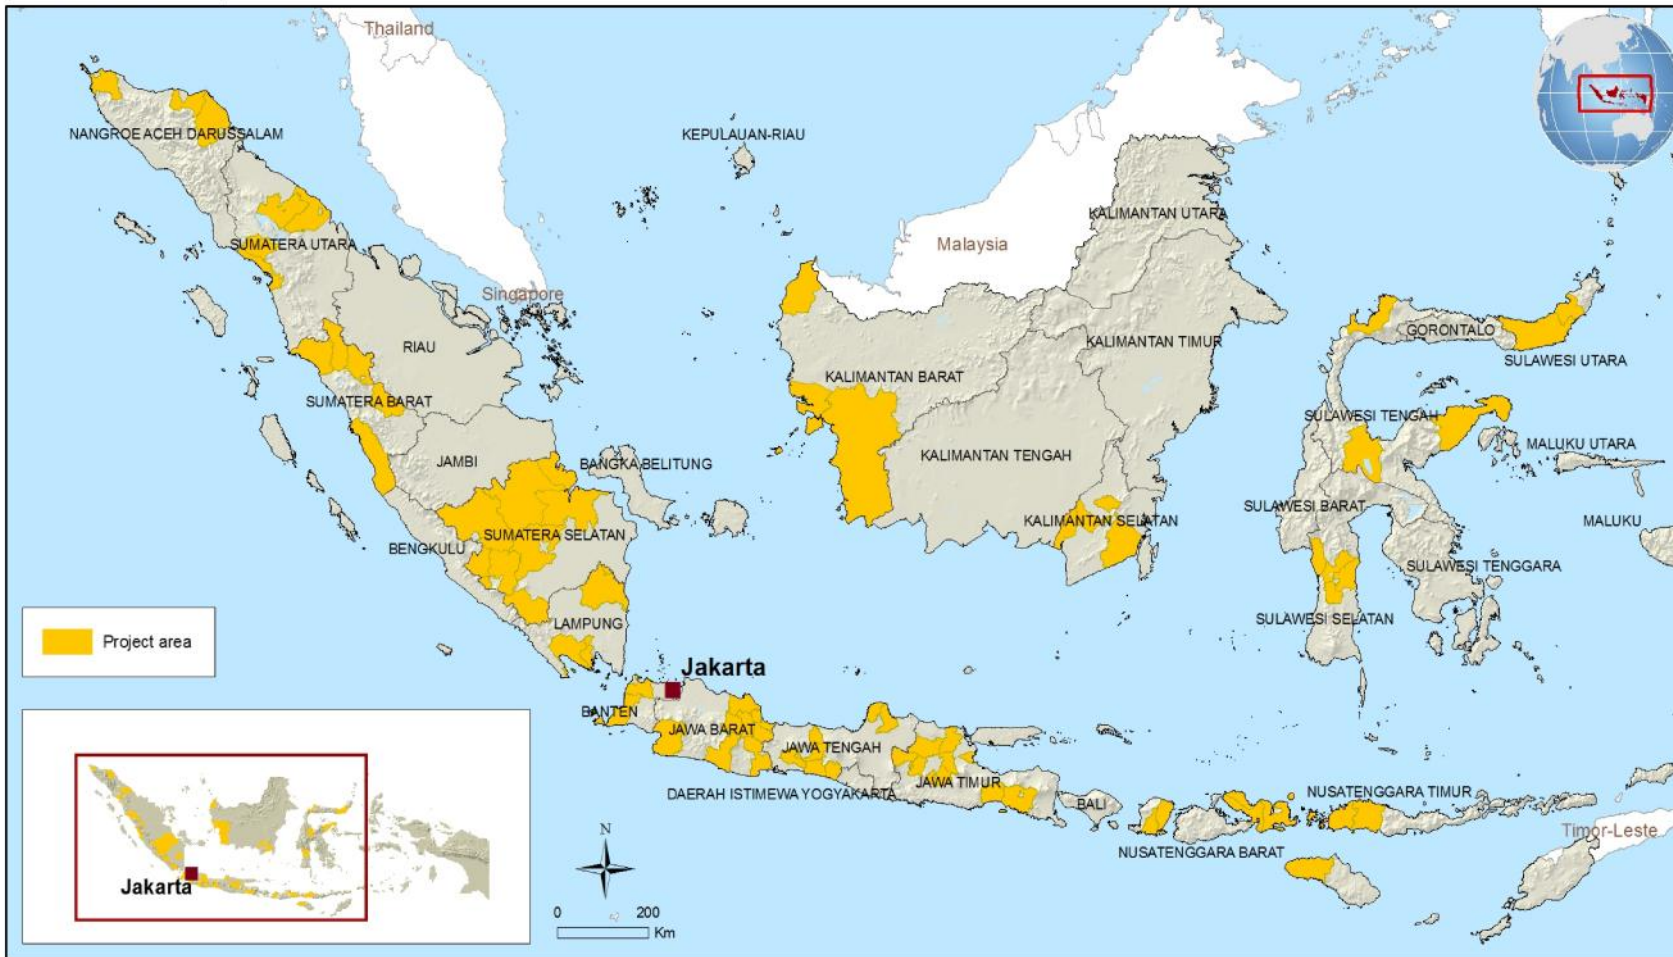 Thailand
NANGROE ACEH DARUSSALAM
KEPULAUAN-RIAU
KALIMANTAN UTARA
SUMATERA UTARA
Malaysia
Singapore
RIAU
GORONTALO
KALIMANTAN TIMUR
SULAWESI UTARA
KALIMANTAN BARAT
SUMATERA BARAT
SULAWESI TENGAH
MALUKU UTARA
JAMBI
BANGKA BELITUNG
KALIMANTAN TENGAH
SULAWESI BARAT
KALIMANTAN SELATAN
MALUKU
SUMATERA SELATAN
BENGKULU
SULAWESI TENGGARA
LAMPUNG
SULAWESI SELATAN
Project area
Jakarta
BANTEN
JAWA BARAT
JAWA TENGAH
JAWA TIMUR
DAERAH ISTIMEWA YOGYAKARTA
BALI
NUSATENGGARA TIMUR
Timor-Leste
NUSATENGGARA BARAT
Jakarta
N
0 200
Km